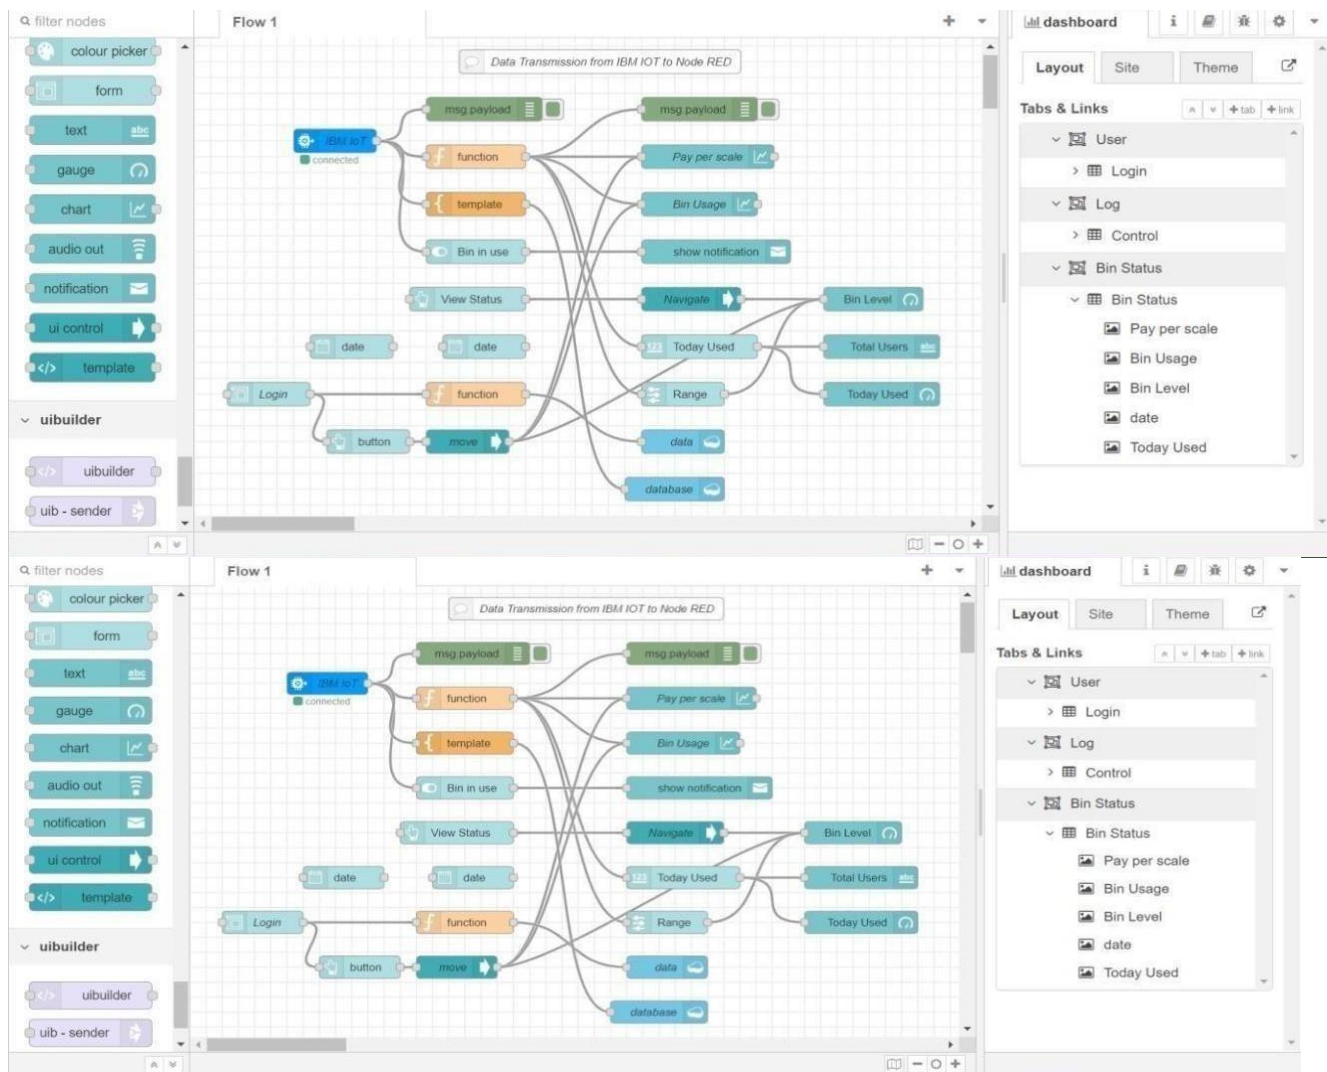 filter nodes
Flow 1
dashboard
i
colour picker
form
text
abc
gauge
chart
audio out
notification
ui control
template
uibuilder
uibuilder
uib - sender
Data Transmission from IBM IOT to Node RED
msg.payload
msg.payload
IBM IoT
connected
function
Pay per scale
template
Bin Usage
Bin in use
show notification
View Status
Navigate
Bin Level
date
date
123
Today Used
Total Users
abc
Login
function
Range
Today Used
button
move
data
database
Layout
Site
Theme
Tabs & Links
+ tab
+ link
User
Login
Log
Control
Bin Status
Bin Status
Pay per scale
Bin Usage
Bin Level
date
Today Used
filter nodes
Flow 1
dashboard
i
colour picker
form
text
abc
gauge
chart
audio out
notification
ui control
template
uibuilder
uibuilder
uib - sender
Data Transmission from IBM IOT to Node RED
msg.payload
msg.payload
IBM IoT
connected
function
Pay per scale
template
Bin Usage
Bin in use
show notification
View Status
Navigate
Bin Level
date
date
123
Today Used
Total Users
abc
Login
function
Range
Today Used
button
move
data
database
Layout
Site
Theme
Tabs & Links
+ tab
+ link
User
Login
Log
Control
Bin Status
Bin Status
Pay per scale
Bin Usage
Bin Level
date
Today Used